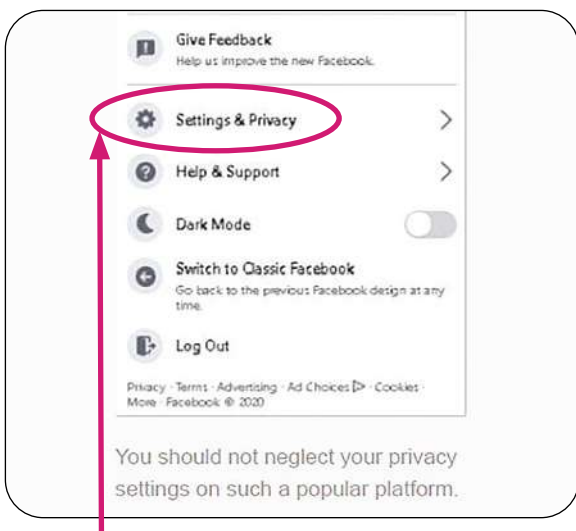 Give Feedback
Help us improve the new Facebook.
Settings & Privacy
Help & Support
Dark Mode
Switch to Classic Facebook
Go back to the previous Facebook design at any
time.
Log Out
Privacy · Terms · Advertising · Ad Choices · Cookies ·
More · Facebook © 2020
You should not neglect your privacy
settings on such a popular platform.